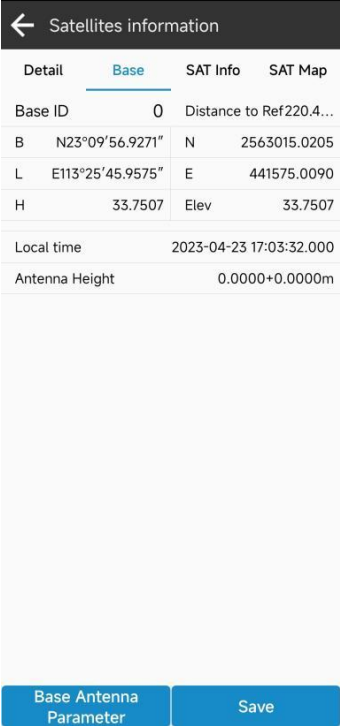 Satellites information
Detail Base SAT Info SAT Map
Base ID 0 Distance to Ref220.4...
B N23°09′56.9271″ N 2563015.0205
L E113°25′45.9575″ E 441575.0090
H 33.7507 Elev 33.7507
Local time 2023-04-23 17:03:32.000
Antenna Height 0.0000+0.0000m
Base Antenna
Parameter
Save